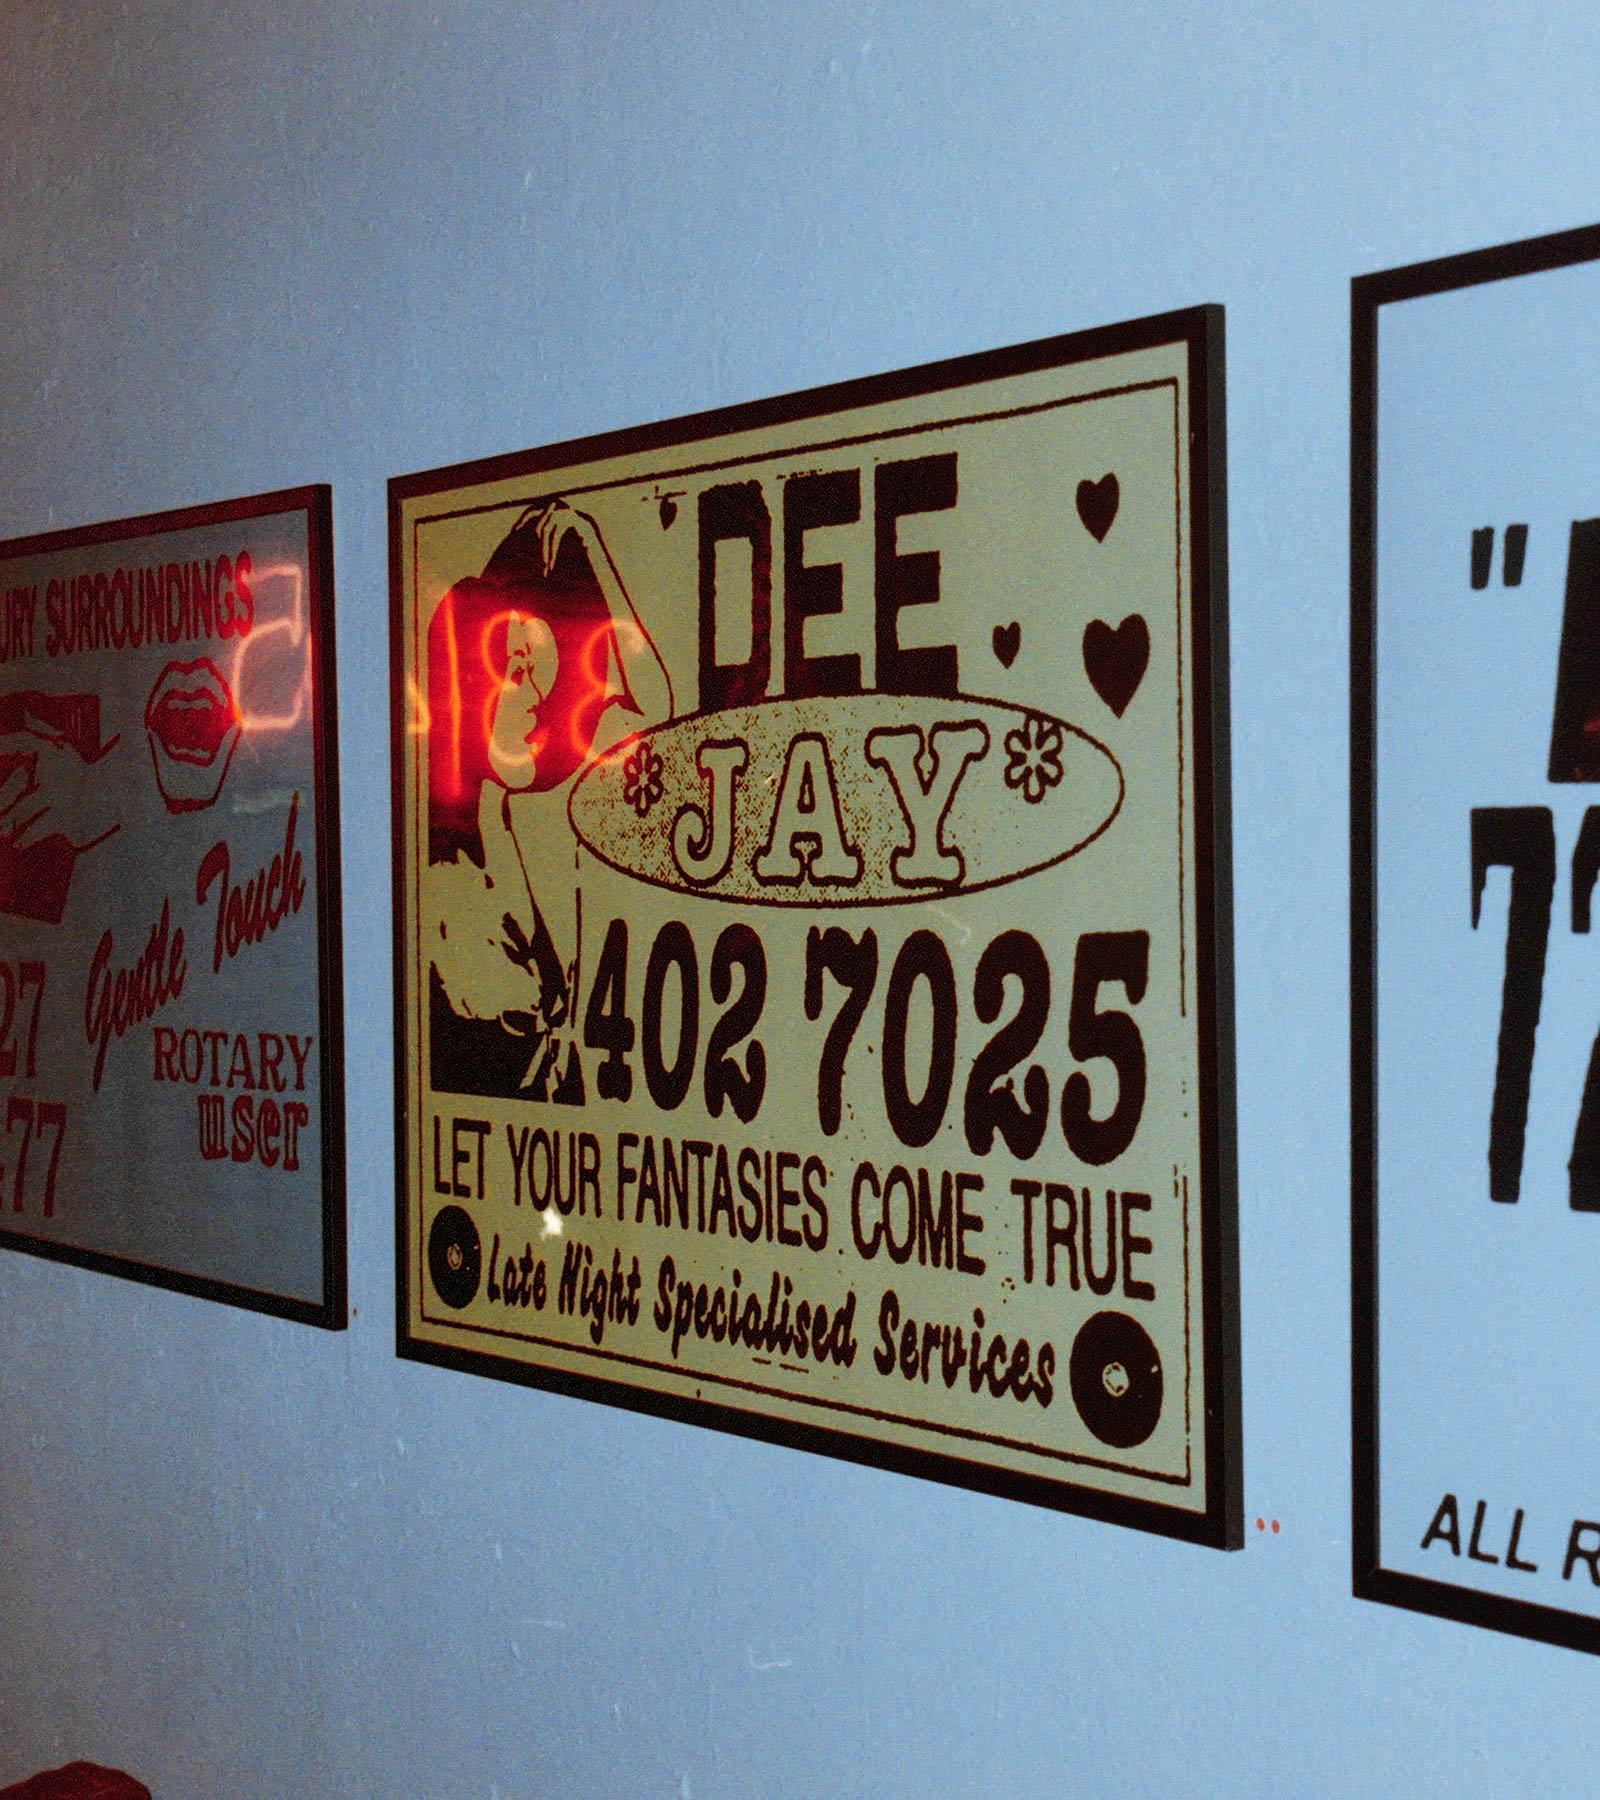 SURROUNDINGS
Gentle Touch
ROTARY
user
27
77
DEE
*JAY*
402 7025
LET YOUR FANTASIES COME TRUE
Late Night Specialised Services
"
ALL